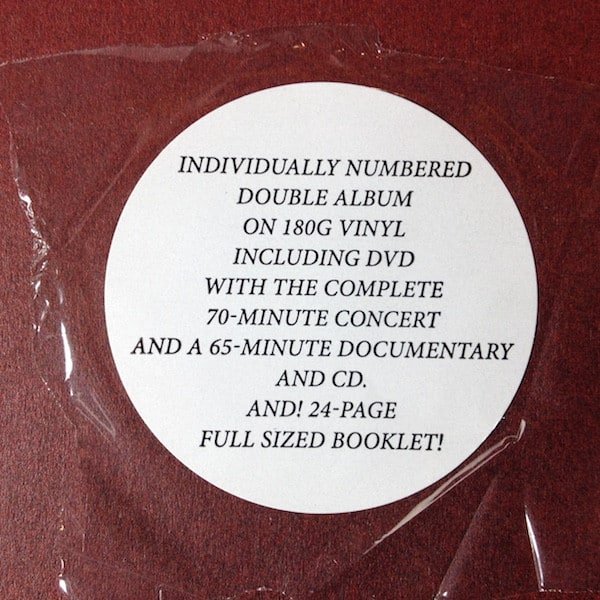 INDIVIDUALLY NUMBERED
DOUBLE ALBUM
ON 180G VINYL
INCLUDING DVD
WITH THE COMPLETE
70-MINUTE CONCERT
AND A 65-MINUTE DOCUMENTARY
AND CD.
AND! 24-PAGE
FULL SIZED BOOKLET!